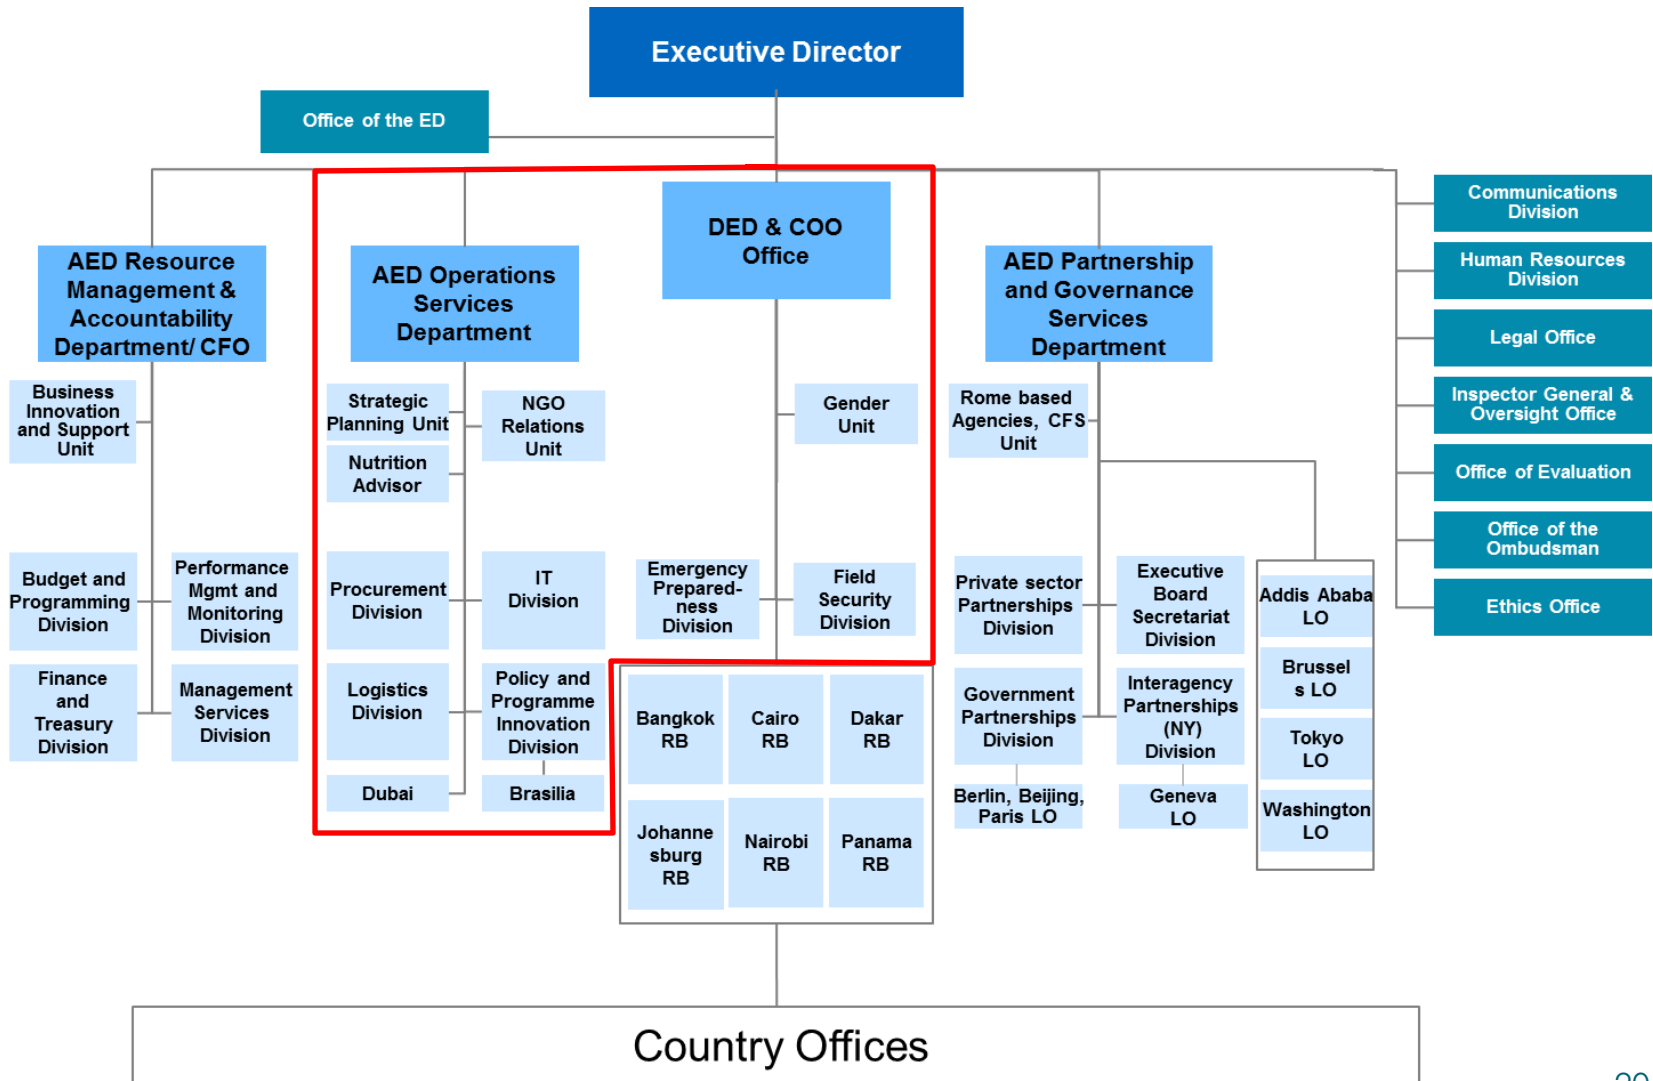 Executive Director
Office of the ED
AED Resource
Management &
Accountability
Department/ CFO
AED Operations
Services
Department
DED & COO
Office
AED Partnership
and Governance
Services
Department
Communications
Division
Human Resources
Division
Legal Office
Inspector General &
Oversight Office
Office of Evaluation
Office of the
Ombudsman
Ethics Office
Business
Innovation
and Support
Unit
Budget and
Programming
Division
Performance
Mgmt and
Monitoring
Division
Finance
and
Treasury
Division
Management
Services
Division
Strategic
Planning Unit
NGO
Relations
Unit
Nutrition
Advisor
Procurement
Division
IT
Division
Logistics
Division
Policy and
Programme
Innovation
Division
Dubai
Brasilia
Gender
Unit
Emergency
Prepared-
ness
Division
Field
Security
Division
Bangkok
RB
Cairo
RB
Dakar
RB
Johanne
sburg
RB
Nairobi
RB
Panama
RB
Rome based
Agencies, CFS
Unit
Private sector
Partnerships
Division
Executive
Board
Secretariat
Division
Government
Partnerships
Division
Interagency
Partnerships
(NY)
Division
Berlin, Beijing,
Paris LO
Geneva
LO
Addis Ababa
LO
Brussel
s LO
Tokyo
LO
Washington
LO
Country Offices